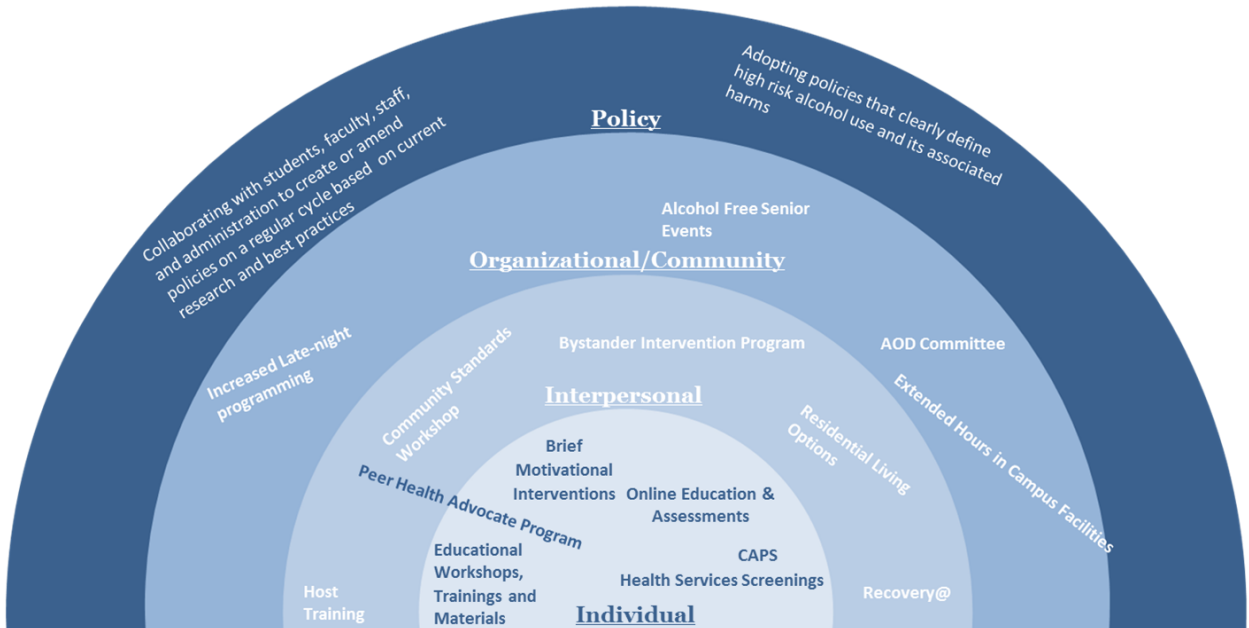 Policy
Collaborating with students, faculty, staff,
and administration to create or amend
policies on a regular cycle based on current
research and best practices
Adopting policies that clearly define
high risk alcohol use and its associated
harms
Alcohol Free Senior
Events
Organizational/Community
Increased Late-night
programming
AOD Committee
Extended Hours in Campus Facilities
Bystander Intervention Program
Community Standards
Workshop
Interpersonal
Residential Living
Options
Peer Health Advocate Program
Host
Training
Recovery@
Brief
Motivational
Interventions
Online Education &
Assessments
Educational
Workshops,
Trainings and
Materials
CAPS
Health Services Screenings
Individual